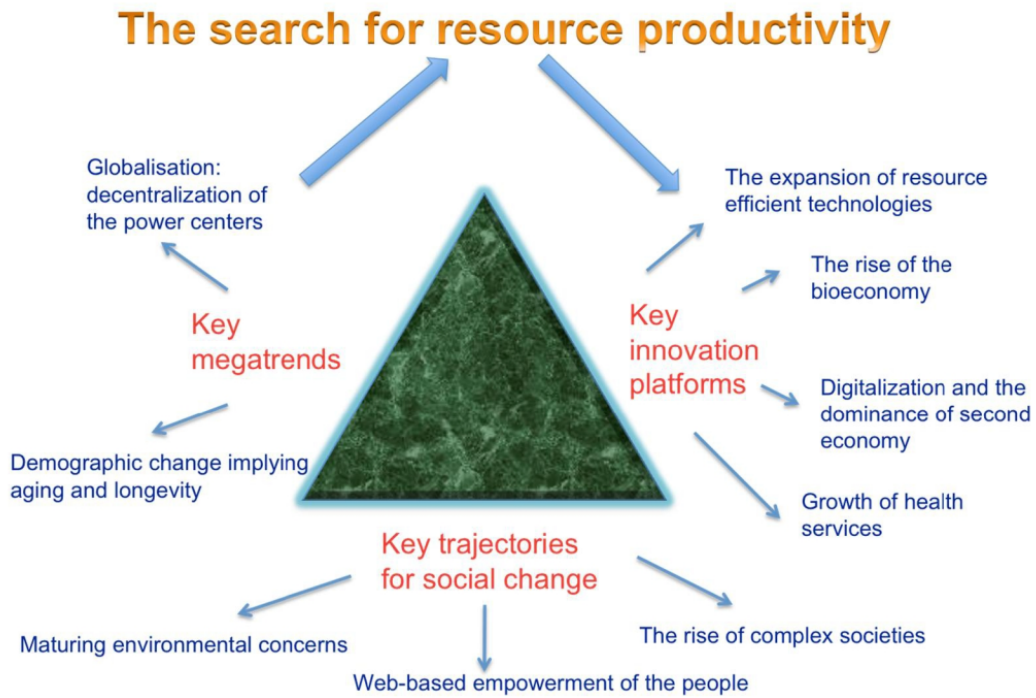 The search for resource productivity
Globalisation:
decentralization of
the power centers
Key
megatrends
Demographic change implying
aging and longevity
The expansion of resource
efficient technologies
The rise of the
bioeconomy
Key
innovation
platforms
Digitalization and the
dominance of second
economy
Growth of health
services
Key trajectories
for social change
Maturing environmental concerns
Web-based empowerment of the people
The rise of complex societies